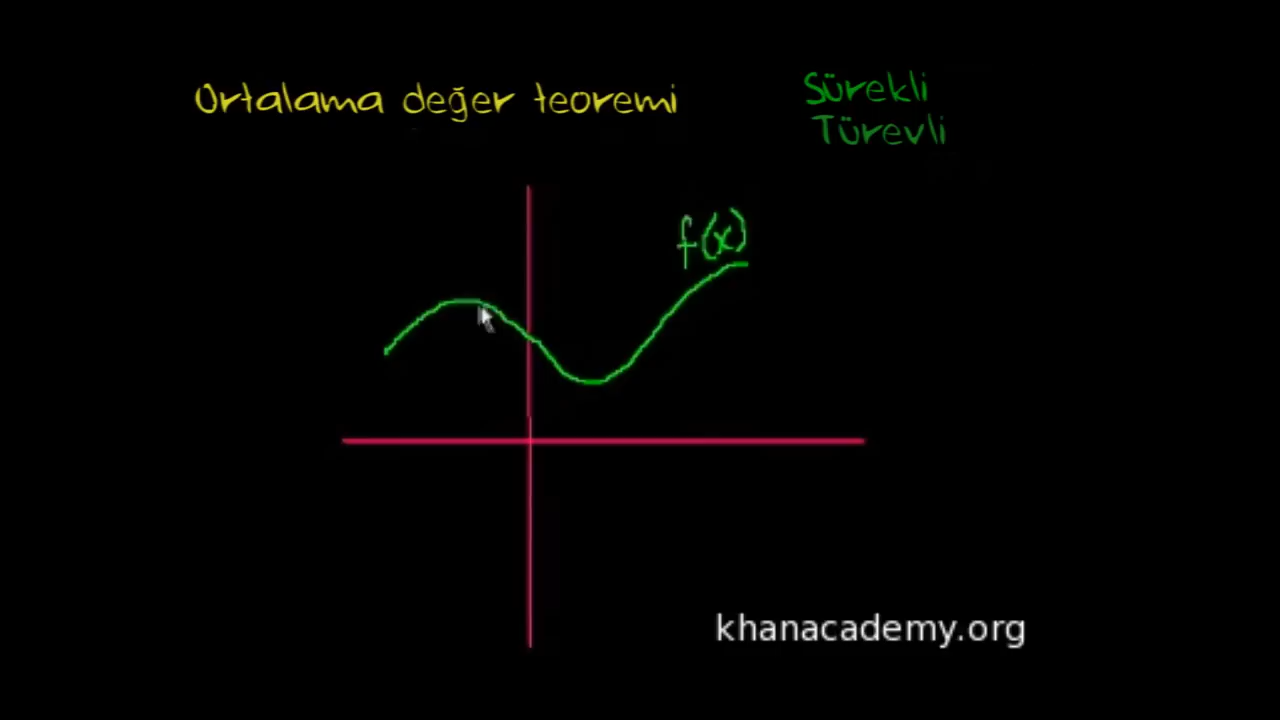 Ortalama değer teoremi
Sürekli
Türevli
f(x)
khanacademy.org